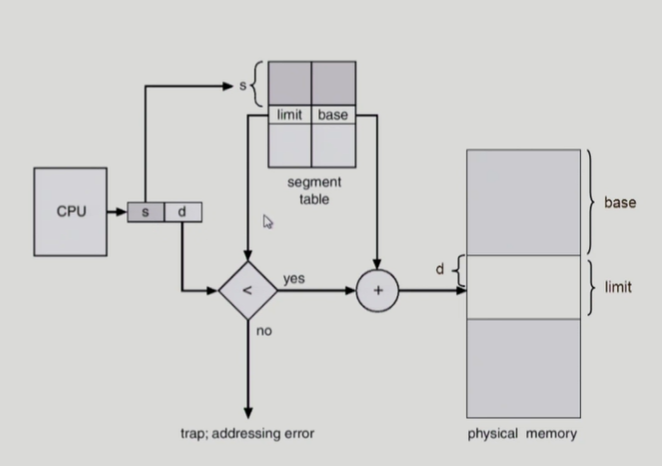 s
limit base
segment
table
CPU
s d
base
d
limit
< yes +
no
trap; addressing error
physical memory